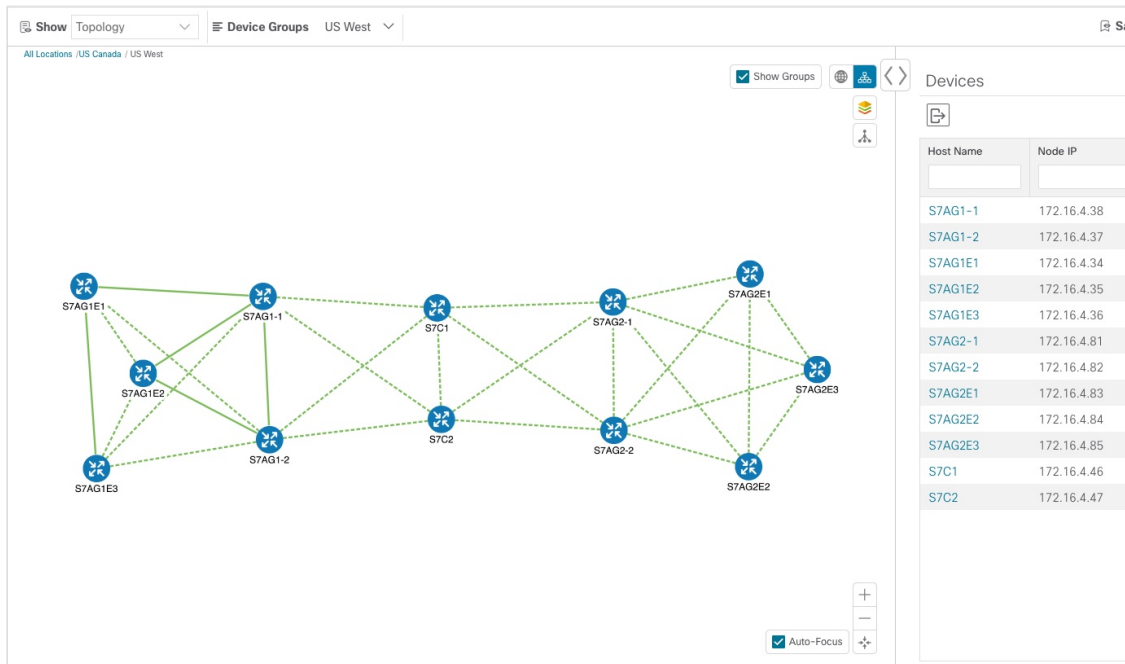 Show Topology Device Groups US West Sa
All Locations /US Canada / US West
Show Groups
Devices
Host Name Node IP
S7AG1-1 172.16.4.38
S7AG1-2 172.16.4.37
S7AG1E1 172.16.4.34
S7AG1E2 172.16.4.35
S7AG1E3 172.16.4.36
S7AG2-1 172.16.4.81
S7AG2-2 172.16.4.82
S7AG2E1 172.16.4.83
S7AG2E2 172.16.4.84
S7AG2E3 172.16.4.85
S7C1 172.16.4.46
S7C2 172.16.4.47
S7AG2E1
S7AG1E1
S7AG1-1
S7C1
S7AG2-1
S7AG1E2
S7AG2E3
S7C2
S7AG1-2
S7AG2-2
S7AG1E3
S7AG2E2
Auto-Focus